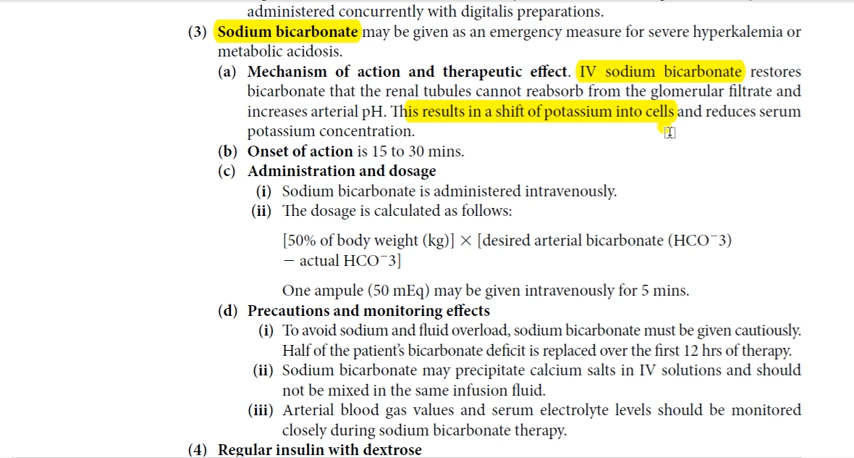 administered concurrently with digitalis preparations.
(3) Sodium bicarbonate may be given as an emergency measure for severe hyperkalemia or
metabolic acidosis.
(a) Mechanism of action and therapeutic effect. IV sodium bicarbonate restores
bicarbonate that the renal tubules cannot reabsorb from the glomerular filtrate and
increases arterial pH. This results in a shift of potassium into cells and reduces serum
potassium concentration.
(b) Onset of action is 15 to 30 mins.
(c) Administration and dosage
(i) Sodium bicarbonate is administered intravenously.
(ii) The dosage is calculated as follows:
[50% of body weight (kg)] × [desired arterial bicarbonate (HCO⁻3)
− actual HCO⁻3]
One ampule (50 mEq) may be given intravenously for 5 mins.
(d) Precautions and monitoring effects
(i) To avoid sodium and fluid overload, sodium bicarbonate must be given cautiously.
Half of the patient's bicarbonate deficit is replaced over the first 12 hrs of therapy.
(ii) Sodium bicarbonate may precipitate calcium salts in IV solutions and should
not be mixed in the same infusion fluid.
(iii) Arterial blood gas values and serum electrolyte levels should be monitored
closely during sodium bicarbonate therapy.
(4) Regular insulin with dextrose